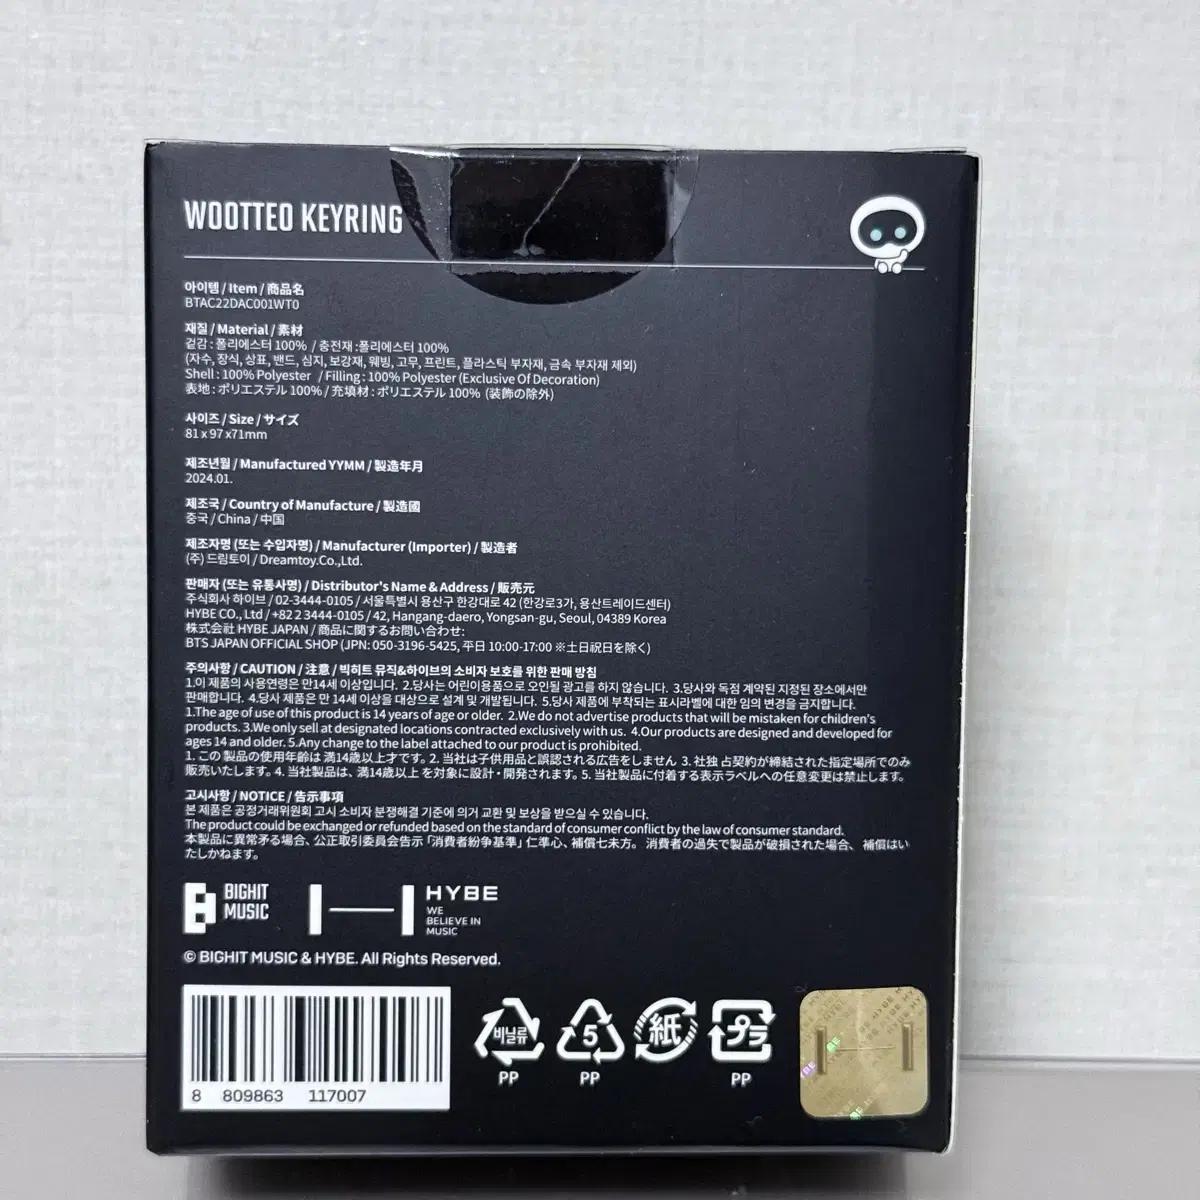 WOOTTEO KEYRING
아이템 / Item / 商品名
BTAC22DAC001WT0
재질 / Material / 素材
겉감 : 폴리에스터 100% / 충전재 :폴리에스터 100%
(자수, 장식, 상표, 밴드, 심지, 보강재, 웨빙, 고무, 프린트, 플라스틱 부자재, 금속 부자재 제외)
Shell : 100% Polyester / Filling : 100% Polyester (Exclusive Of Decoration)
表地 : ポリエステル 100% / 充填材 : ポリエステル 100% (装飾の除外)
사이즈 / Size / サイズ
81 x 97 x71mm
제조년월 / Manufactured YYMM / 製造年月
2024.01.
제조국 / Country of Manufacture / 製造國
중국 / China / 中国
제조자명 (또는 수입자명) / Manufacturer (Importer) / 製造者
(주) 드림토이 / Dreamtoy.Co.,Ltd.
판매자 (또는 유통사명) / Distributor's Name & Address / 販売元
주식회사 하이브 / 02-3444-0105 / 서울특별시 용산구 한강대로 42 (한강로3가, 용산트레이드센터)
HYBE CO., Ltd / +82 2 3444-0105 / 42, Hangang-daero, Yongsan-gu, Seoul, 04389 Korea
株式会社 HYBE JAPAN / 商品に関するお問い合わせ:
BTS JAPAN OFFICIAL SHOP (JPN: 050-3196-5425, 平日 10:00-17:00 ※土日祝日を除く)
주의사항 / CAUTION / 注意 / 빅히트 뮤직&하이브의 소비자 보호를 위한 판매 방침
1.이 제품의 사용연령은 만14세 이상입니다. 2.당사는 어린이용품으로 오인될 광고를 하지 않습니다. 3.당사와 독점 계약된 지정된 장소에서만
판매합니다. 4.당사 제품은 만 14세 이상을 대상으로 설계 및 개발됩니다. 5.당사 제품에 부착되는 표시라벨에 대한 임의 변경을 금지합니다.
1.The age of use of this product is 14 years of age or older. 2.We do not advertise products that will be mistaken for children's
products. 3.We only sell at designated locations contracted exclusively with us. 4.Our products are designed and developed for
ages 14 and older. 5.Any change to the label attached to our product is prohibited.
1. この 製品の使用年齢は 満14歳以上才です。2. 当社は子供用品と誤認される広告をしません 3. 社独 占契約が締結された指定場所でのみ
販売いたします。4. 当社製品は、満14歳以上 を対象に設計・開発されます。5. 当社製品に付着する表示ラベルへの任意変更は禁止します。
고시사항 / NOTICE / 告示事項
본 제품은 공정거래위원회 고시 소비자 분쟁해결 기준에 의거 교환 및 보상을 받으실 수 있습니다.
The product could be exchanged or refunded based on the standard of consumer conflict by the law of consumer standard.
本製品に異常矛る場合、公正取引委員会告示「消費者紛争基準」仁準心、補償七未方。 消費者の過失で製品が破損された場合、 補償はい
たしかねます。
BIGHIT
MUSIC
HYBE
WE
BELIEVE IN
MUSIC
© BIGHIT MUSIC & HYBE. All Rights Reserved.
8 809863 117007
비닐류
PP
5
PP
紙
プラ
PP
HYBE